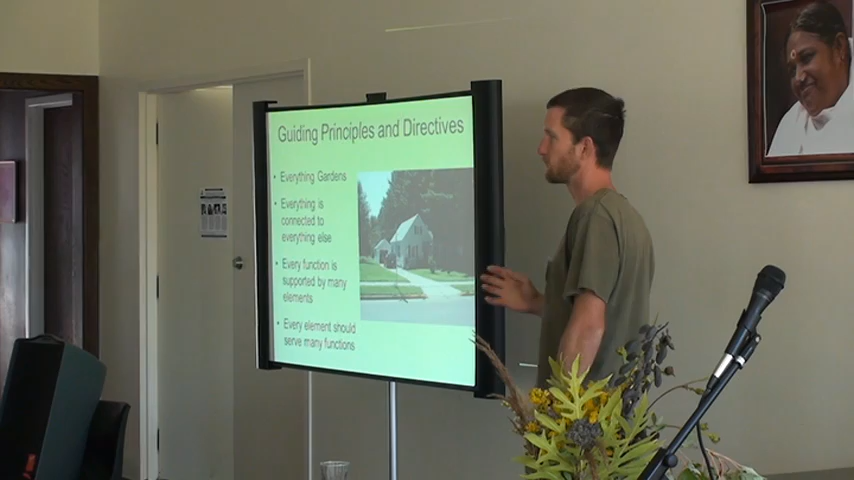 Guiding Principles and Directives
• Everything Gardens
• Everything is
connected to
everything else
• Every function is
supported by many
elements
• Every element should
serve many functions